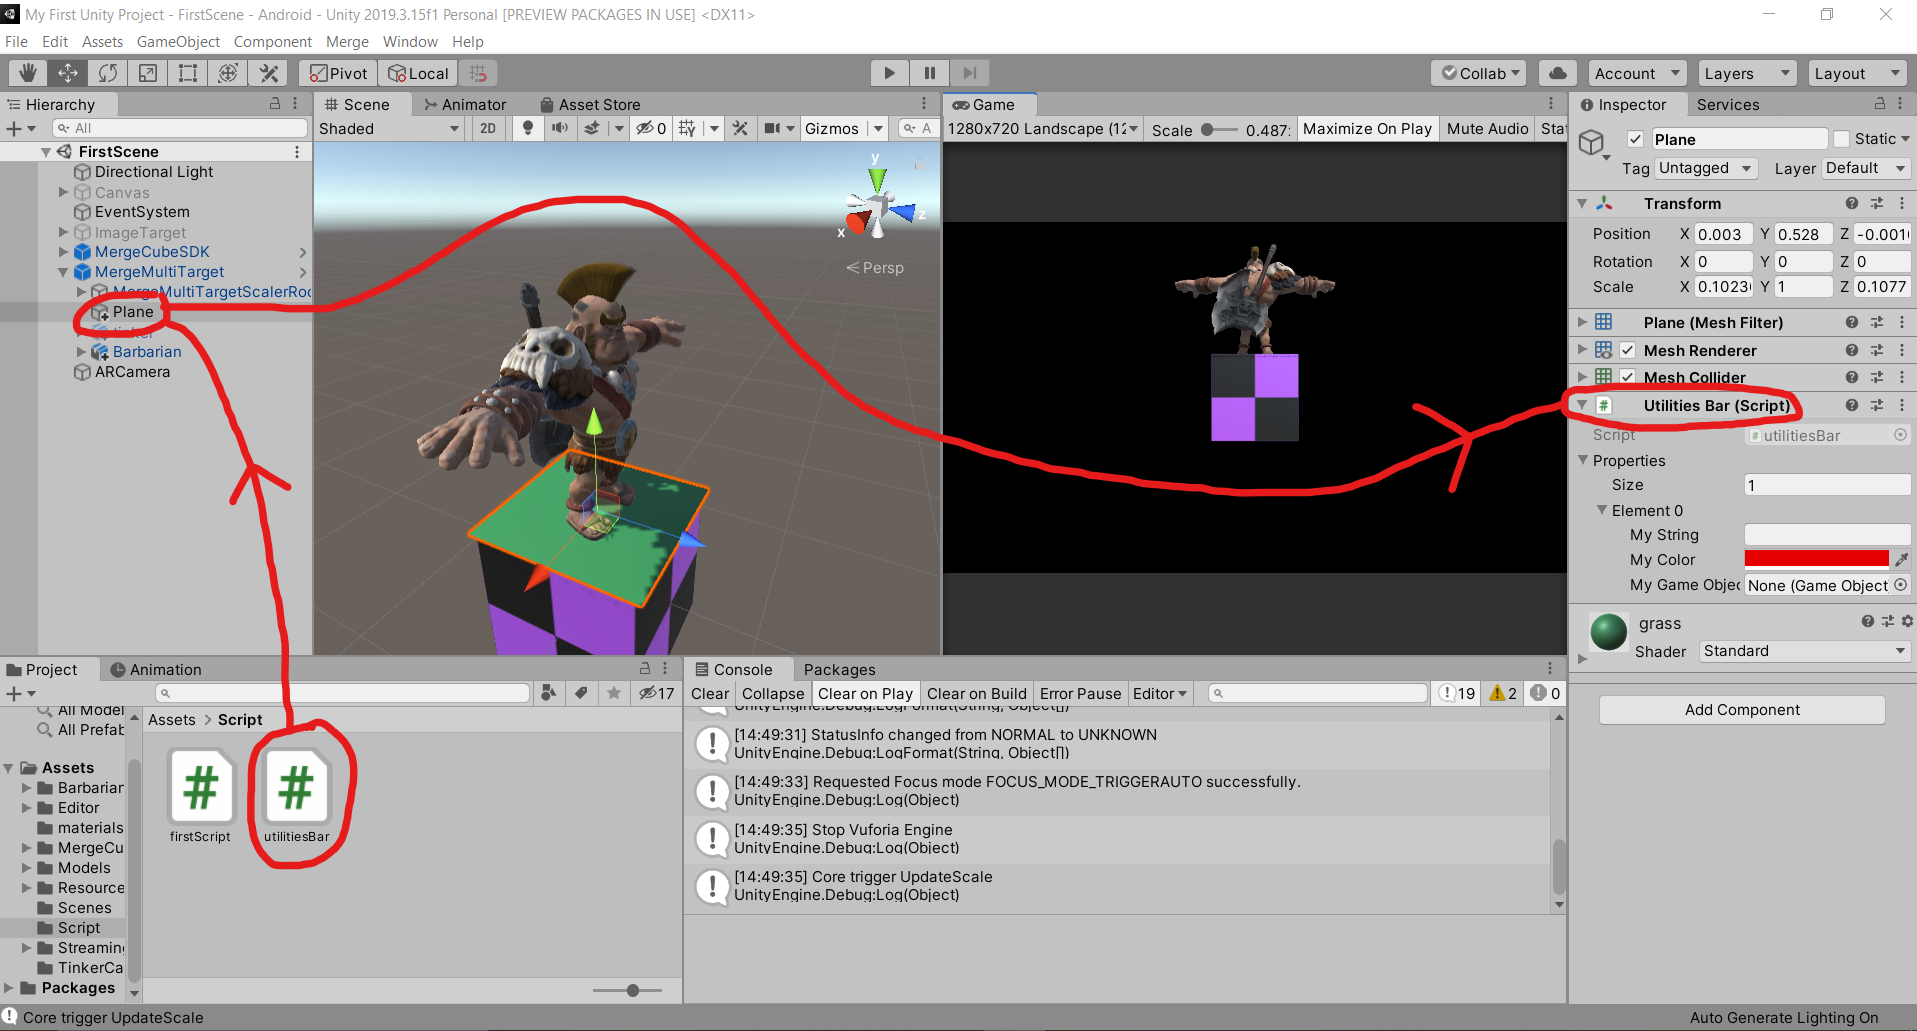 My First Unity Project - FirstScene - Android - Unity 2019.3.15f1 Personal [PREVIEW PACKAGES IN USE] <DX11>
File Edit Assets GameObject Component Merge Window Help
Pivot Local Collab Account Layers Layout
Hierarchy
All
FirstScene
Directional Light
Canvas
EventSystem
ImageTarget
MergeCubeSDK
MergeMultiTarget
MergeMultiTargetScalerRoo
Plane
Barbarian
ARCamera
Scene Animator Asset Store
Shaded 2D 0 Gizmos A
y
z
x
Persp
Game
1280x720 Landscape (12 Scale 0.487 Maximize On Play Mute Audio Sta
Inspector Services
Plane Static
Tag Untagged Layer Default
Transform
Position X 0.003 Y 0.528 Z -0.001
Rotation X 0 Y 0 Z 0
Scale X 0.1023 Y 1 Z 0.1077
Plane (Mesh Filter)
Mesh Renderer
Mesh Collider
# Utilities Bar (Script)
Script # utilitiesBar
Properties
Size 1
Element 0
My String
My Color
My Game Objec None (Game Object
grass
Shader Standard
Add Component
Project Animation
17
All Model
All Prefab
Assets
Barbarian
Editor
materials
MergeCu
Models
Resource
Scenes
Script
Streaming
TinkerCa
Packages
Assets > Script
#
firstScript
#
utilitiesBar
Console Packages
Clear Collapse Clear on Play Clear on Build Error Pause Editor 19 2 0
UnityEngine.Debug:LogFormat(String, Object[])
[14:49:31] StatusInfo changed from NORMAL to UNKNOWN
UnityEngine.Debug:LogFormat(String, Object[])
[14:49:33] Requested Focus mode FOCUS_MODE_TRIGGERAUTO successfully.
UnityEngine.Debug:Log(Object)
[14:49:35] Stop Vuforia Engine
UnityEngine.Debug:Log(Object)
[14:49:35] Core trigger UpdateScale
UnityEngine.Debug:Log(Object)
Core trigger UpdateScale
Auto Generate Lighting On